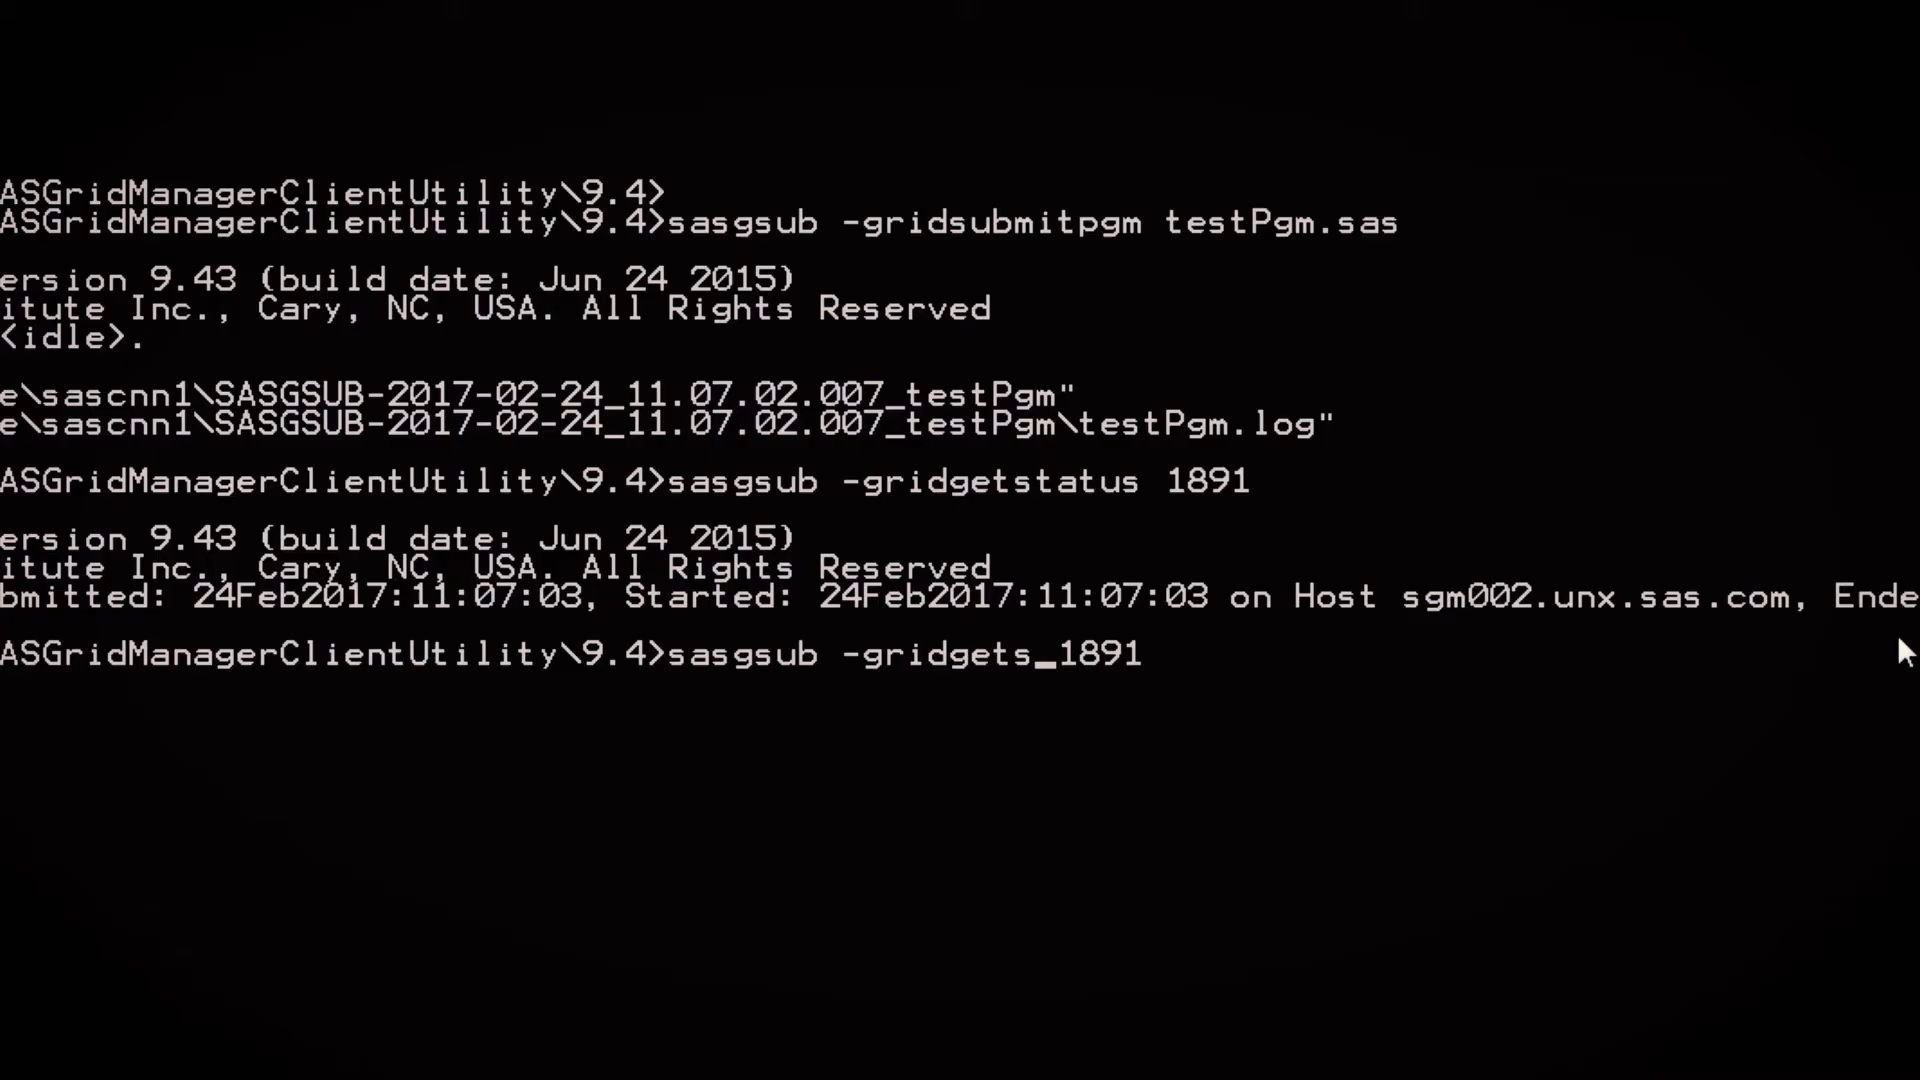 ASGridManagerClientUtility\9.4>
ASGridManagerClientUtility\9.4>sasgsub -gridsubmitpgm testPgm.sas
ersion 9.43 (build date: Jun 24 2015)
itute Inc., Cary, NC, USA. All Rights Reserved
<idle>.
e\sascnn1\SASGSUB-2017-02-24_11.07.02.007_testPgm"
e\sascnn1\SASGSUB-2017-02-24_11.07.02.007_testPgm\testPgm.log"
ASGridManagerClientUtility\9.4>sasgsub -gridgetstatus 1891
ersion 9.43 (build date: Jun 24 2015)
itute Inc., Cary, NC, USA. All Rights Reserved
bmitted: 24Feb2017:11:07:03, Started: 24Feb2017:11:07:03 on Host sgm002.unx.sas.com, Ende
ASGridManagerClientUtility\9.4>sasgsub -gridgets_1891